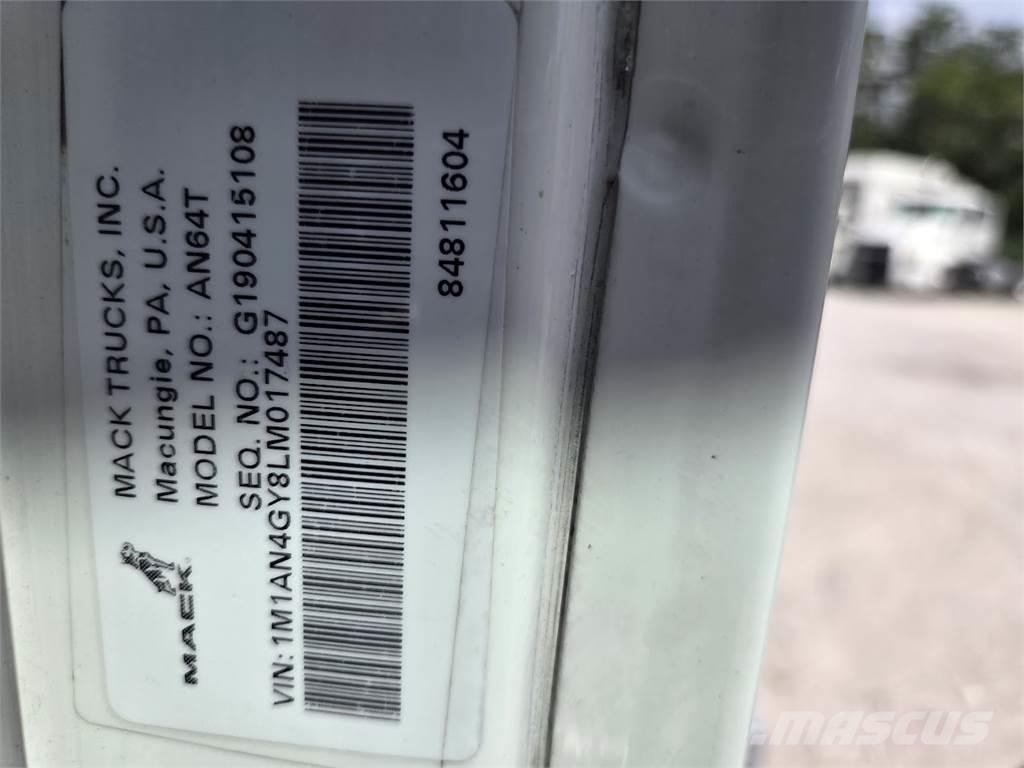 MACK TRUCKS, INC.
Macungie, PA, U.S.A.
MODEL NO.: AN64T
SEQ. NO.: G190415108
MACK
VIN: 1M1AN4GY8LM017487
84811604
MASCUS